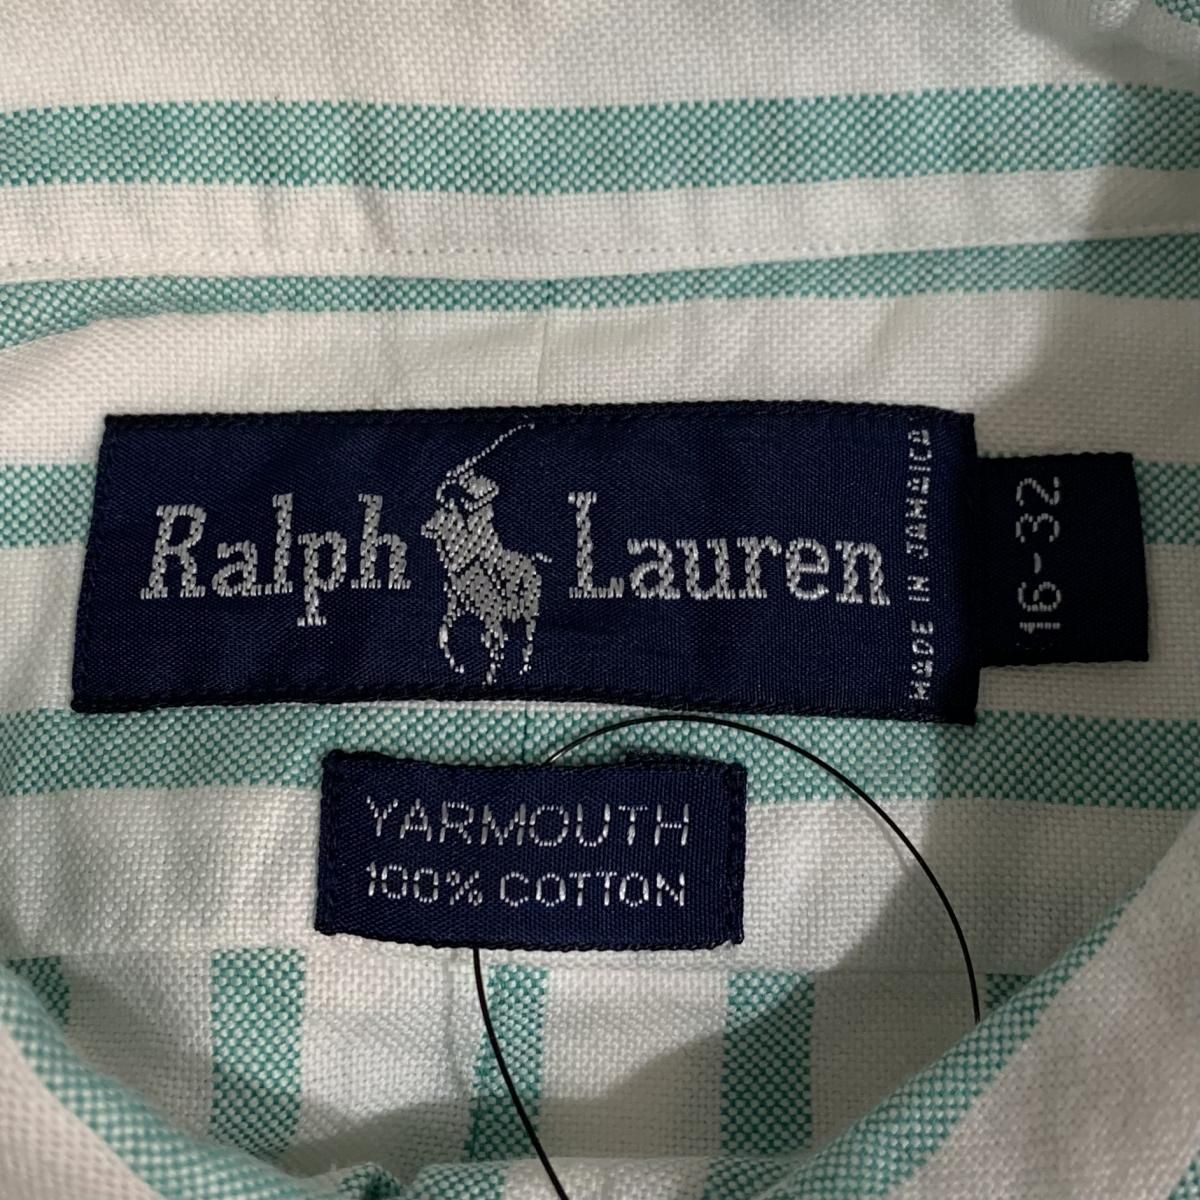 Ralph Lauren
MADE IN JAMAICA
16-32
YARMOUTH
100% COTTON